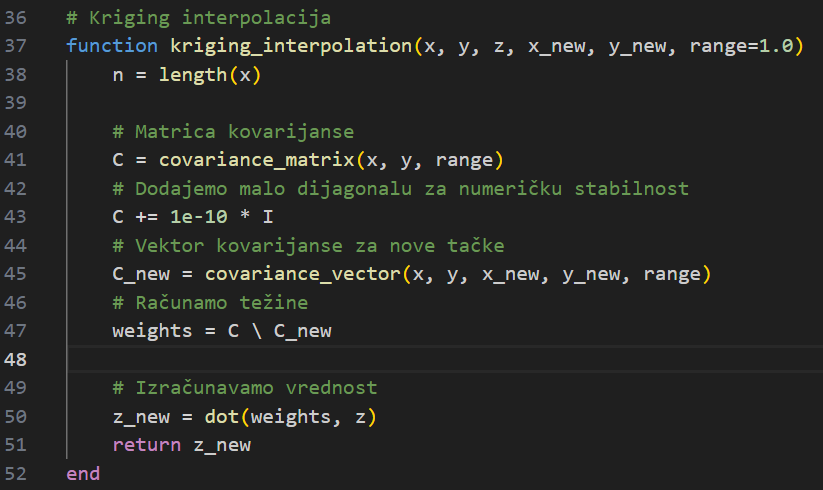 36 # Kriging interpolacija
37 function kriging_interpolation(x, y, z, x_new, y_new, range=1.0)
38     n = length(x)
39
40     # Matrica kovarijanse
41     C = covariance_matrix(x, y, range)
42     # Dodajemo malo dijagonalu za numeričku stabilnost
43     C += 1e-10 * I
44     # Vektor kovarijanse za nove tačke
45     C_new = covariance_vector(x, y, x_new, y_new, range)
46     # Računamo težine
47     weights = C \ C_new
48
49     # Izračunavamo vrednost
50     z_new = dot(weights, z)
51     return z_new
52 end